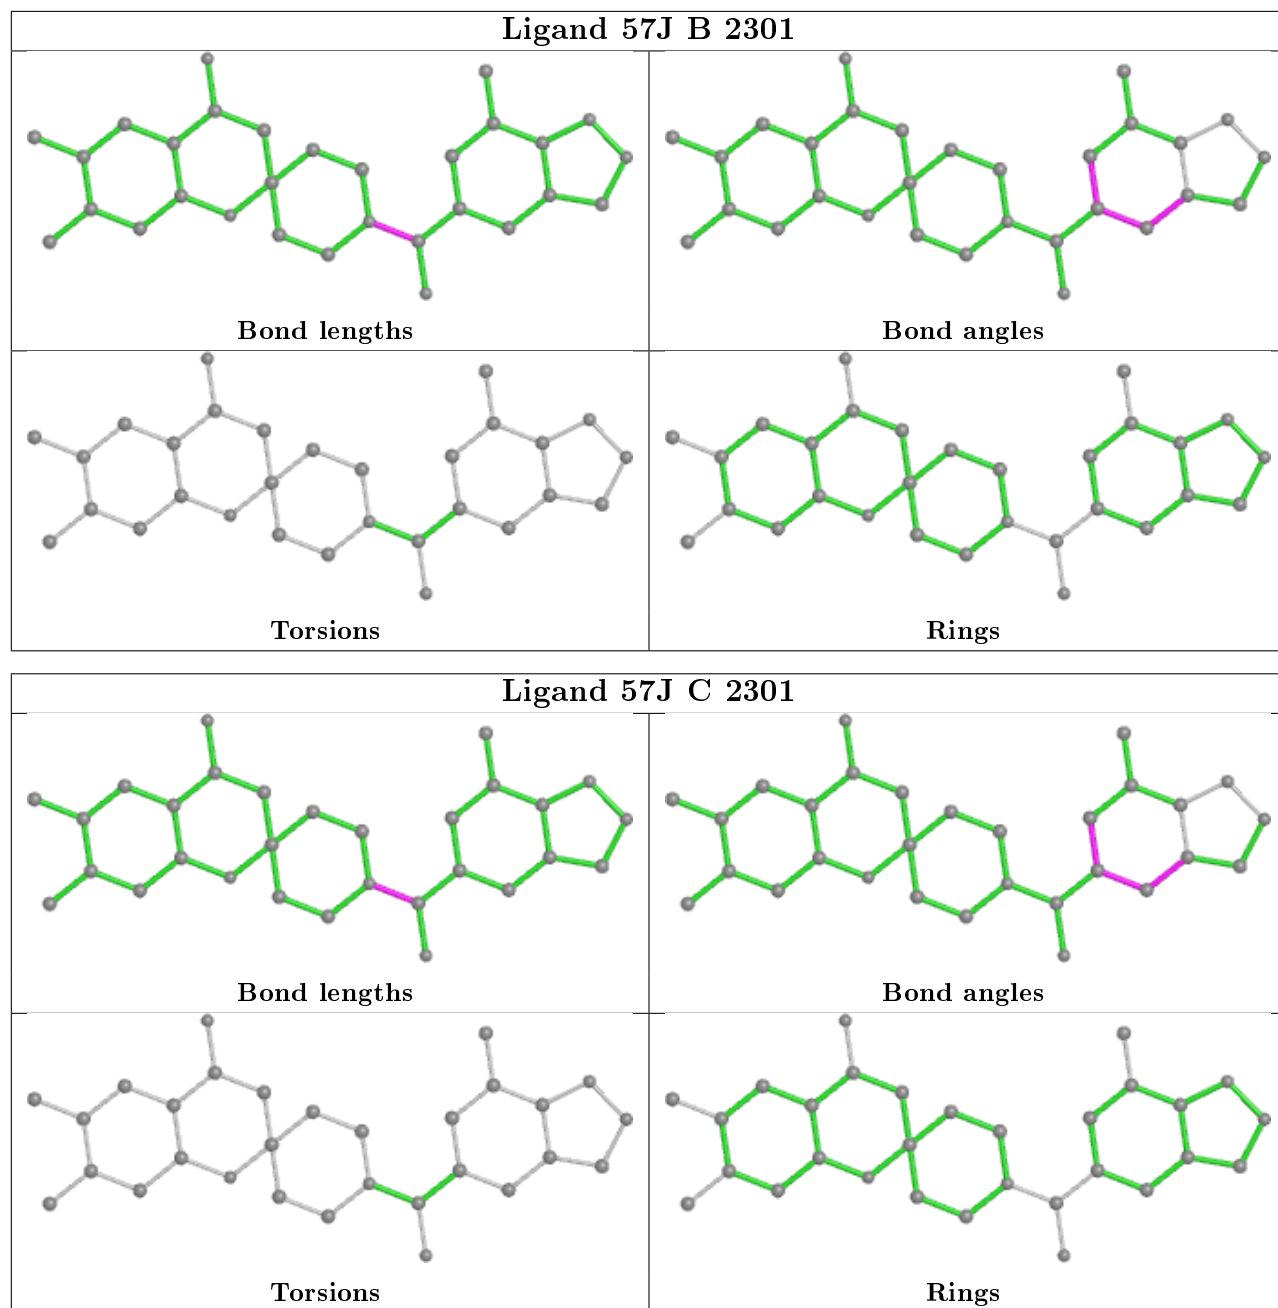 Ligand 57J B 2301
Bond lengths
Bond angles
Torsions
Rings
Ligand 57J C 2301
Bond lengths
Bond angles
Torsions
Rings